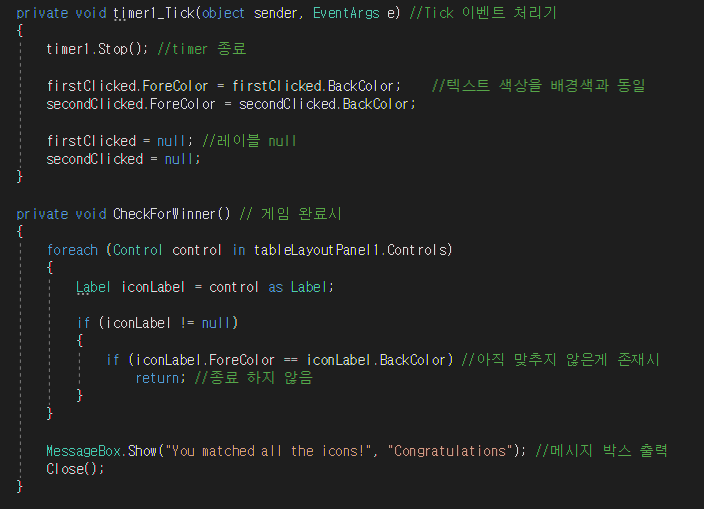 private void timer1_Tick(object sender, EventArgs e) //Tick 이벤트 처리기
{
timer1.Stop(); //timer 종료
firstClicked.ForeColor = firstClicked.BackColor; //텍스트 색상을 배경색과 동일
secondClicked.ForeColor = secondClicked.BackColor;
firstClicked = null; //레이블 null
secondClicked = null;
}
private void CheckForWinner() // 게임 완료시
{
foreach (Control control in tableLayoutPanel1.Controls)
{
Label iconLabel = control as Label;
if (iconLabel != null)
{
if (iconLabel.ForeColor == iconLabel.BackColor) //아직 맞추지 않은게 존재시
return; //종료 하지 않음
}
}
MessageBox.Show("You matched all the icons!", "Congratulations"); //메시지 박스 출력
Close();
}